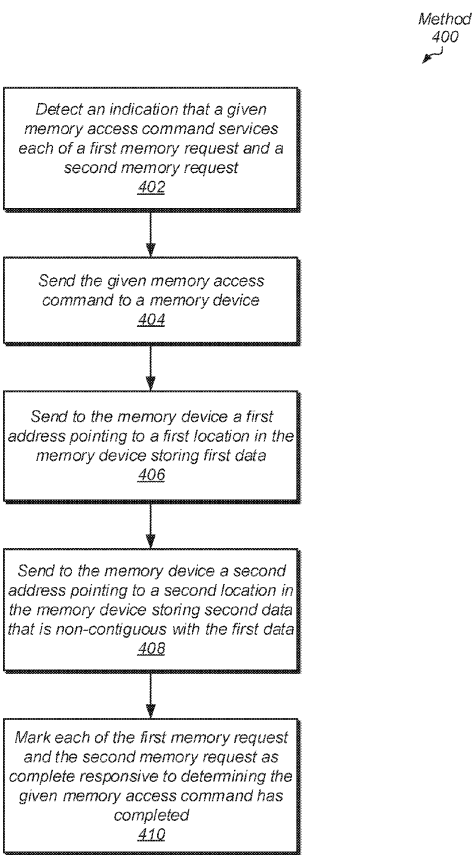 Method
400
Detect an indication that a given
memory access command services
each of a first memory request and a
second memory request
402
Send the given memory access
command to a memory device
404
Send to the memory device a first
address pointing to a first location in the
memory device storing first data
406
Send to the memory device a second
address pointing to a second location in
the memory device storing second data
that is non-contiguous with the first data
408
Mark each of the first memory request
and the second memory request as
complete responsive to determining the
given memory access command has
completed
410